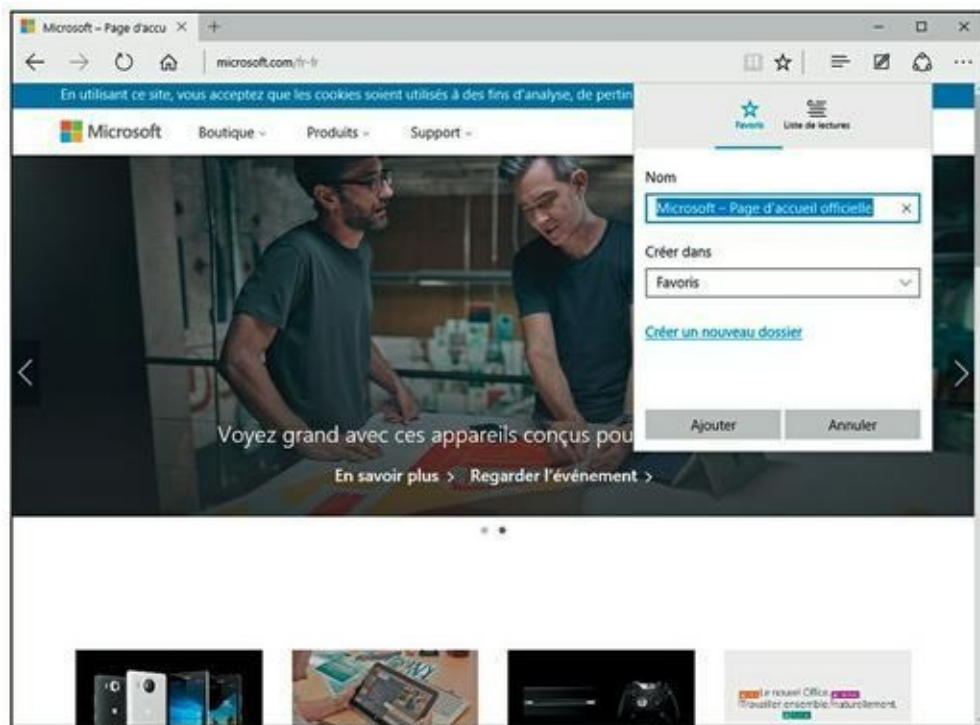 Microsoft – Page d'accu
microsoft.com/fr-fr
En utilisant ce site, vous acceptez que les cookies soient utilisés à des fins d'analyse, de pertin
Microsoft
Boutique
Produits
Support
Favoris
Liste de lectures
Nom
Microsoft – Page d'accueil officielle
Créer dans
Favoris
Créer un nouveau dossier
Ajouter
Annuler
Voyez grand avec ces appareils conçus pou
En savoir plus > Regarder l'événement >
Le nouvel Office.
Travailler ensemble, naturellement.